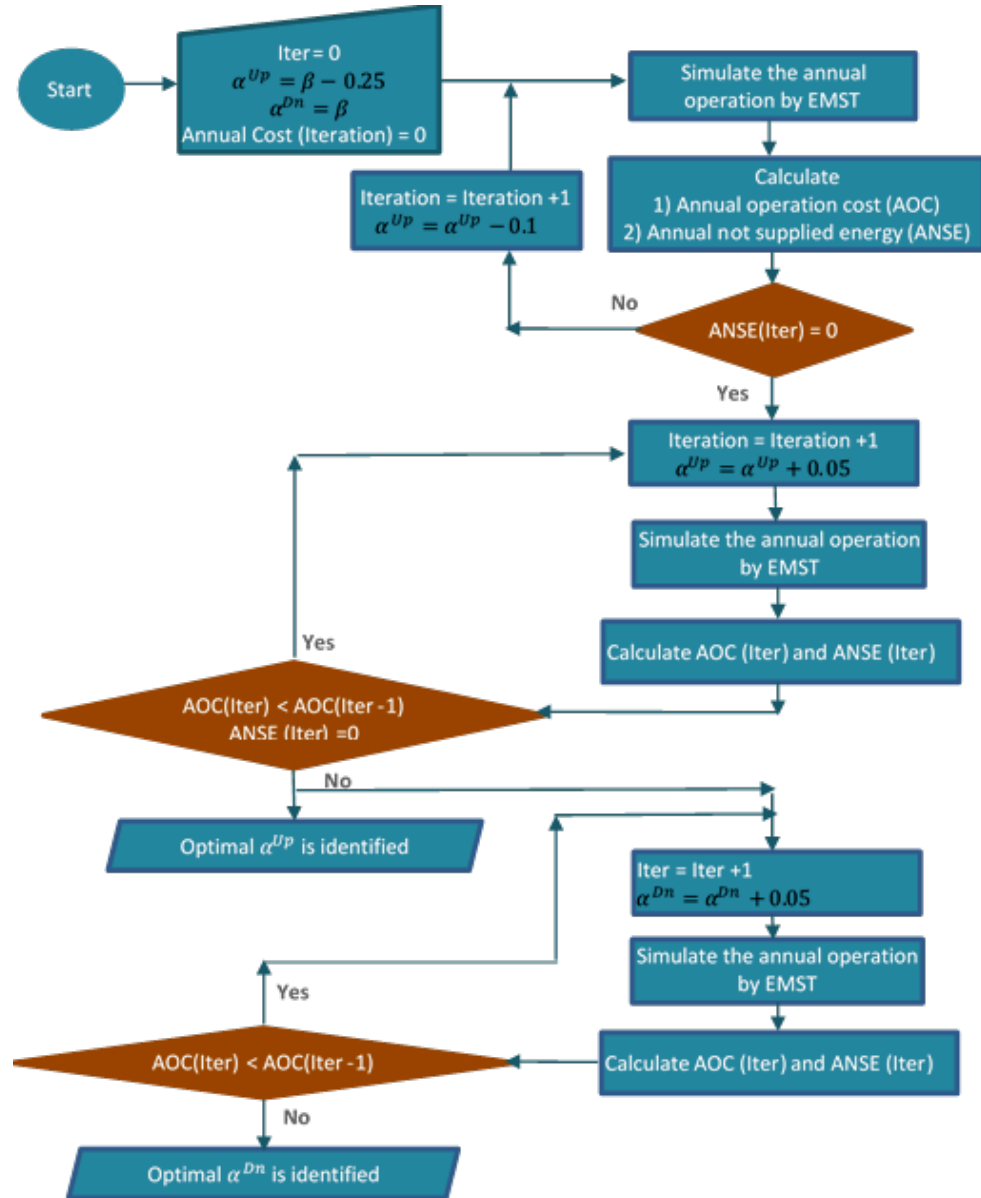 Start
Iter= 0
α^Up = β − 0.25
α^Dn = β
Annual Cost (Iteration) = 0
Simulate the annual
operation by EMST
Iteration = Iteration +1
α^Up = α^Up − 0.1
Calculate
1) Annual operation cost (AOC)
2) Annual not supplied energy (ANSE)
No
ANSE(Iter) = 0
Yes
Iteration = Iteration +1
α^Up = α^Up + 0.05
Simulate the annual operation
by EMST
Calculate AOC (Iter) and ANSE (Iter)
Yes
AOC(Iter) < AOC(Iter -1)
ANSE (Iter) =0
No
Optimal α^Up is identified
Iter = Iter +1
α^Dn = α^Dn + 0.05
Simulate the annual operation
by EMST
Calculate AOC (Iter) and ANSE (Iter)
Yes
AOC(Iter) < AOC(Iter -1)
No
Optimal α^Dn is identified